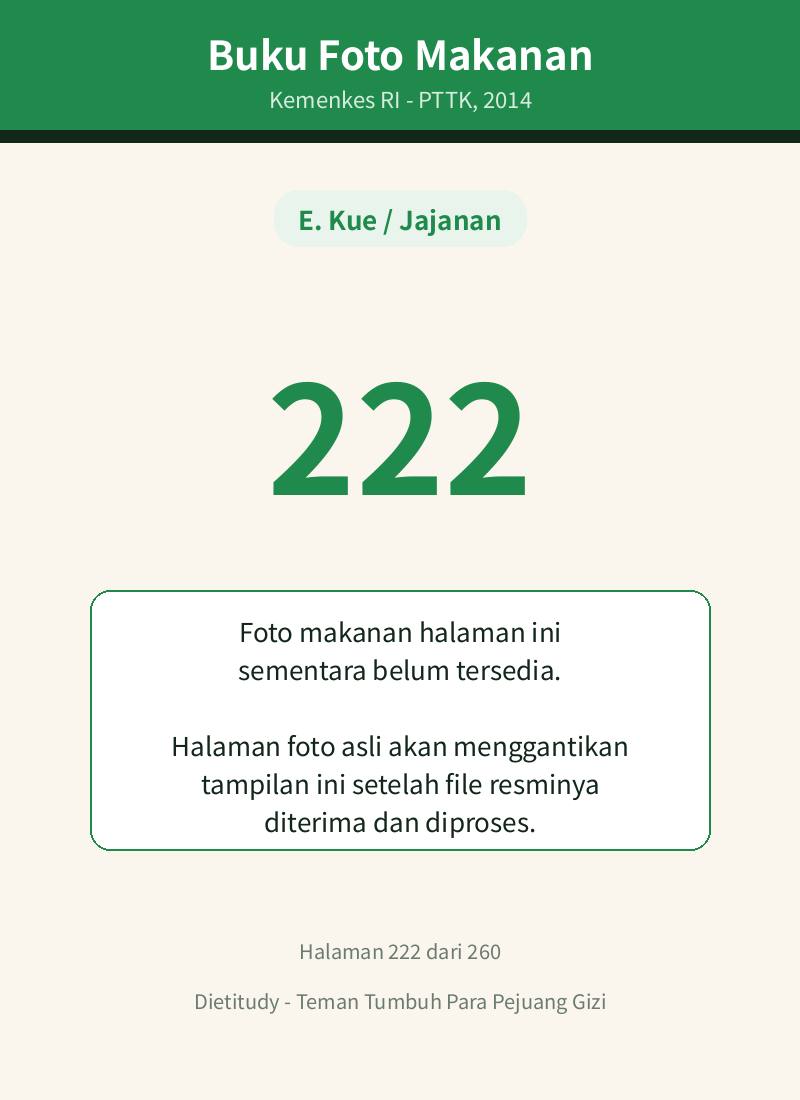 Buku Foto Makanan
Kemenkes RI - PTTK, 2014
E. Kue / Jajanan
222
Foto makanan halaman ini
sementara belum tersedia.
Halaman foto asli akan menggantikan
tampilan ini setelah file resminya
diterima dan diproses.
Halaman 222 dari 260
Dietitudy - Teman Tumbuh Para Pejuang Gizi